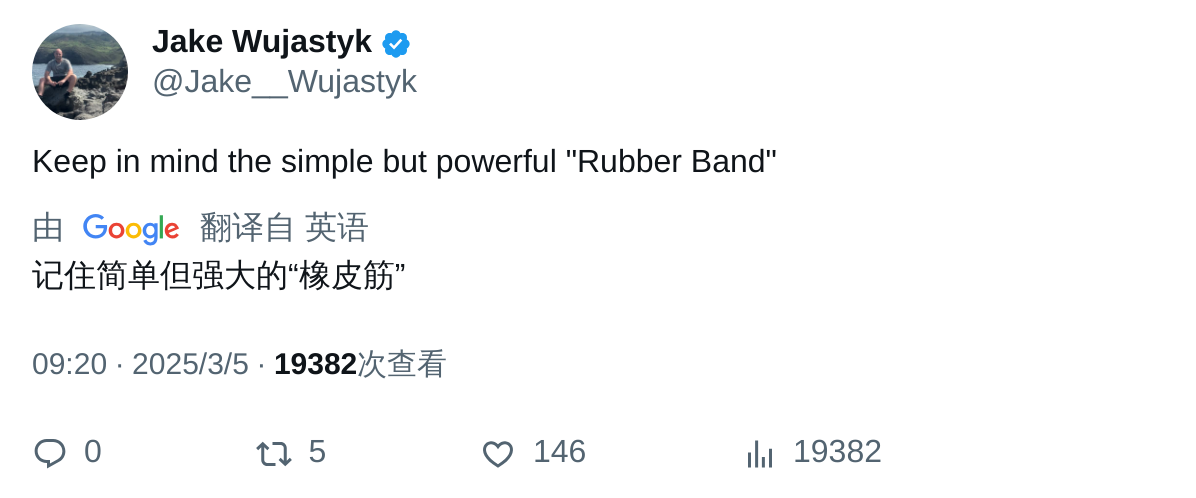 Jake Wujastyk
@Jake__Wujastyk
Keep in mind the simple but powerful "Rubber Band"
由 Google 翻译自 英语
记住简单但强大的“橡皮筋”
09:20 · 2025/3/5 · 19382次查看
0 5 146 19382